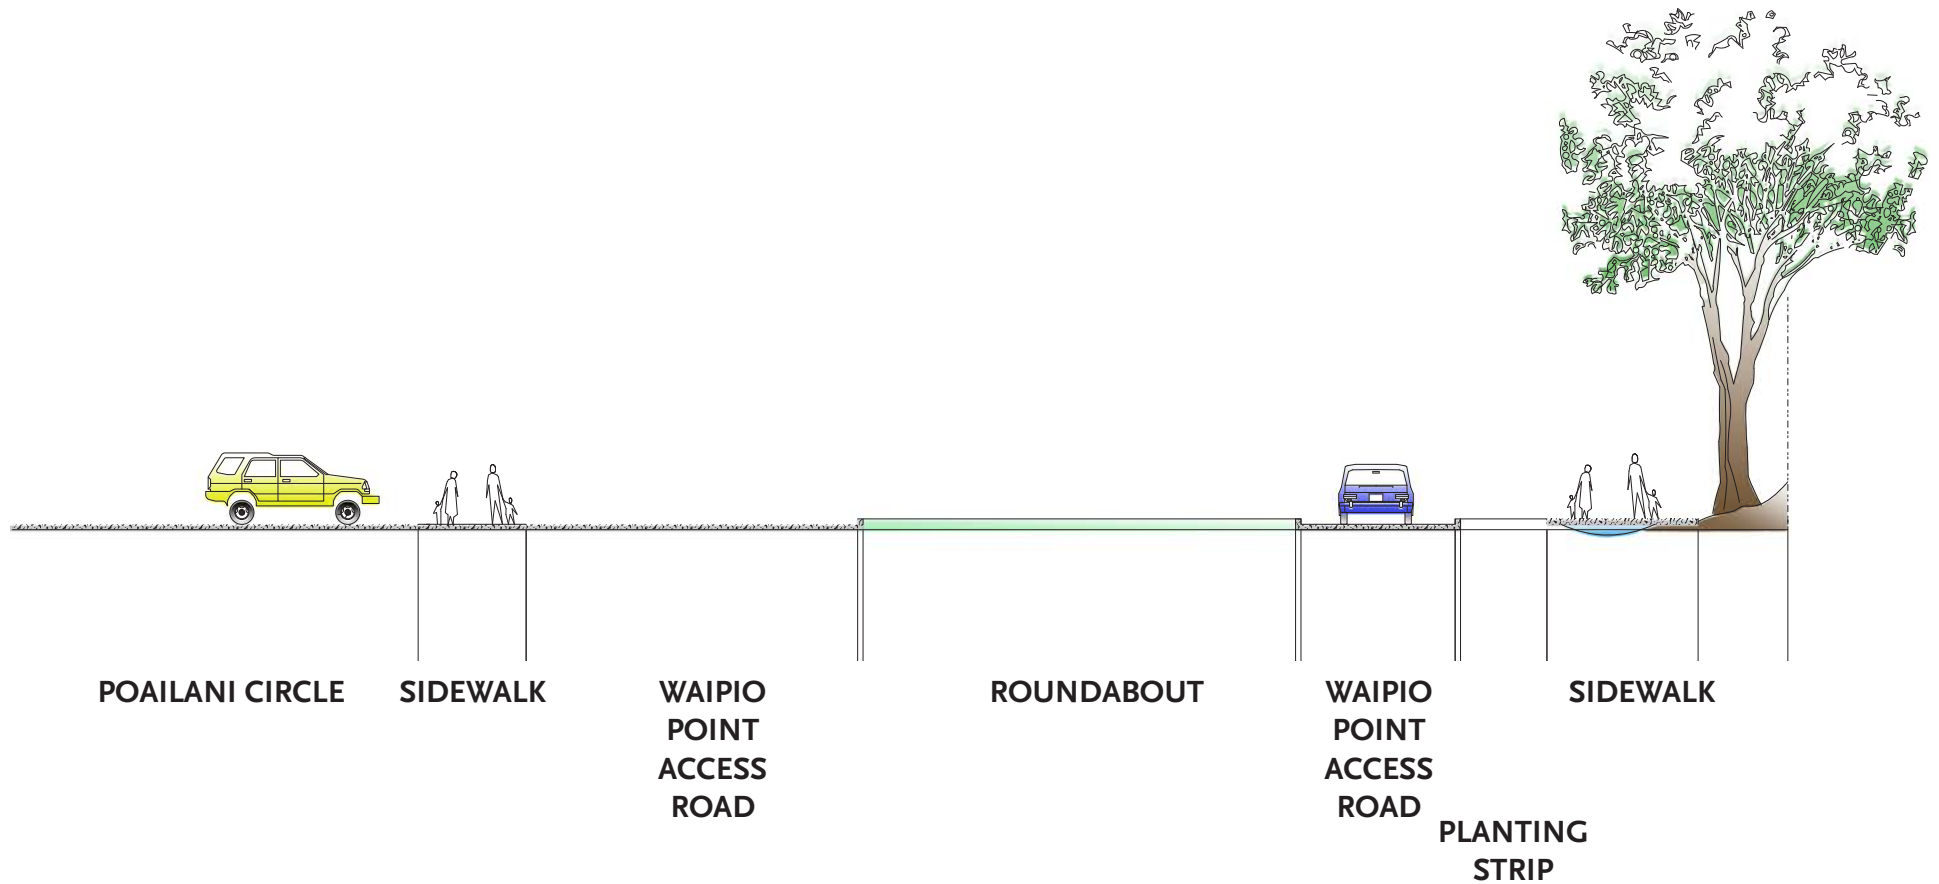 POAILANI CIRCLE
SIDEWALK
WAIPIO
POINT
ACCESS
ROAD
ROUNDABOUT
WAIPIO
POINT
ACCESS
ROAD
PLANTING
STRIP
SIDEWALK